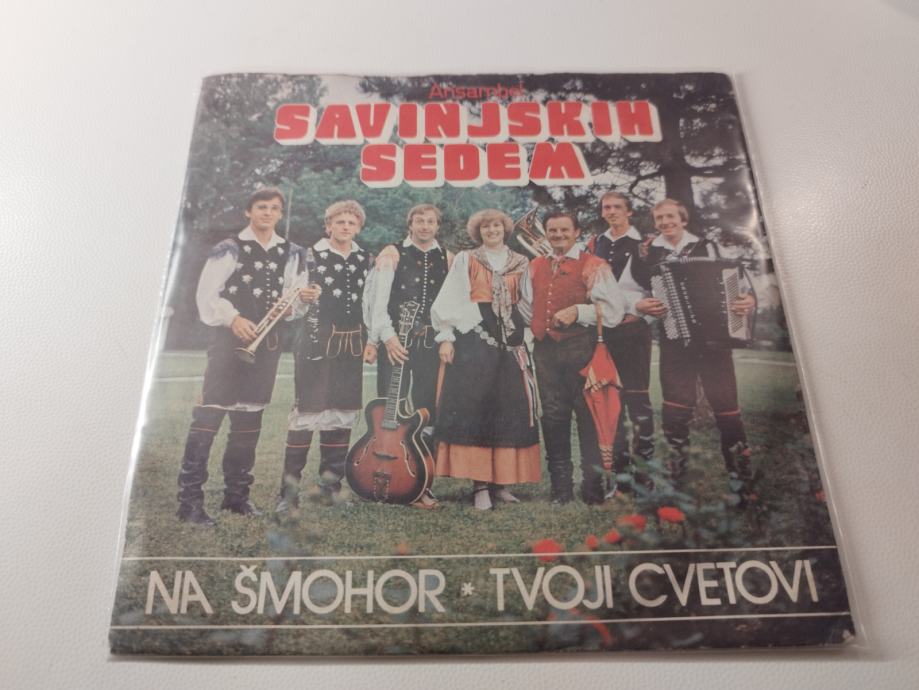 Ansambel
SAVINJSKIH
SEDEM
NA ŠMOHOR * TVOJI CVETOVI